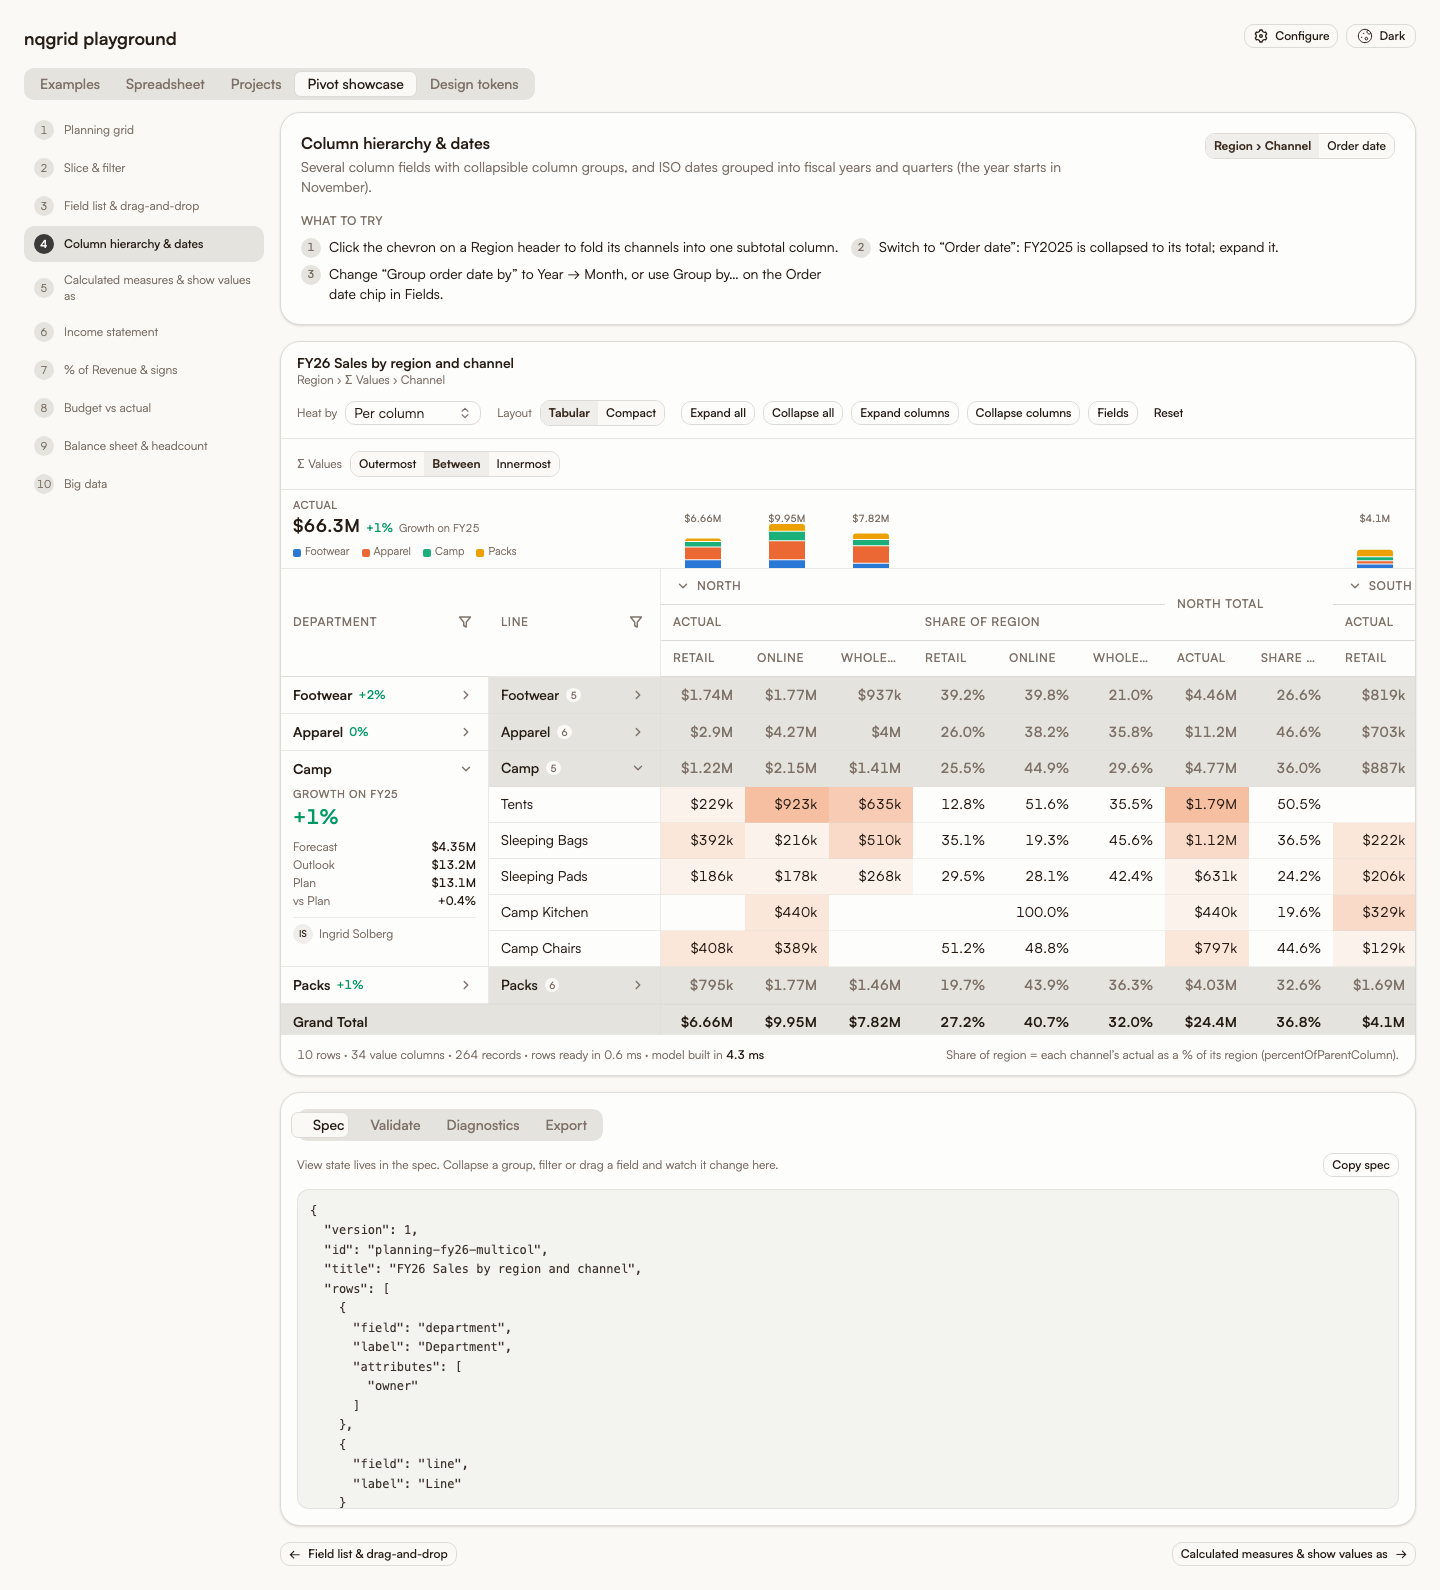 nqgrid playground
Configure
Dark
Examples
Spreadsheet
Projects
Pivot showcase
Design tokens
1 Planning grid
2 Slice & filter
3 Field list & drag-and-drop
4 Column hierarchy & dates
5 Calculated measures & show values
as
6 Income statement
7 % of Revenue & signs
8 Budget vs actual
9 Balance sheet & headcount
10 Big data
Column hierarchy & dates
Region › Channel
Order date
Several column fields with collapsible column groups, and ISO dates grouped into fiscal years and quarters (the year starts in
November).
WHAT TO TRY
1 Click the chevron on a Region header to fold its channels into one subtotal column.
2 Switch to “Order date”: FY2025 is collapsed to its total; expand it.
3 Change “Group order date by” to Year → Month, or use Group by... on the Order
date chip in Fields.
FY26 Sales by region and channel
Region › Σ Values › Channel
Heat by Per column Layout Tabular Compact Expand all Collapse all Expand columns Collapse columns Fields Reset
Σ Values Outermost Between Innermost
ACTUAL
$66.3M +1% Growth on FY25
Footwear Apparel Camp Packs
$6.66M $9.95M $7.82M $4.1M
NORTH NORTH TOTAL SOUTH
DEPARTMENT LINE ACTUAL SHARE OF REGION ACTUAL
RETAIL ONLINE WHOLE... RETAIL ONLINE WHOLE... ACTUAL SHARE ... RETAIL
Footwear +2% Footwear 5 $1.74M $1.77M $937k 39.2% 39.8% 21.0% $4.46M 26.6% $819k
Apparel 0% Apparel 6 $2.9M $4.27M $4M 26.0% 38.2% 35.8% $11.2M 46.6% $703k
Camp Camp 5 $1.22M $2.15M $1.41M 25.5% 44.9% 29.6% $4.77M 36.0% $887k
GROWTH ON FY25
+1%
Forecast $4.35M
Outlook $13.2M
Plan $13.1M
vs Plan +0.4%
IS Ingrid Solberg
Tents $229k $923k $635k 12.8% 51.6% 35.5% $1.79M 50.5%
Sleeping Bags $392k $216k $510k 35.1% 19.3% 45.6% $1.12M 36.5% $222k
Sleeping Pads $186k $178k $268k 29.5% 28.1% 42.4% $631k 24.2% $206k
Camp Kitchen $440k 100.0% $440k 19.6% $329k
Camp Chairs $408k $389k 51.2% 48.8% $797k 44.6% $129k
Packs +1% Packs 6 $795k $1.77M $1.46M 19.7% 43.9% 36.3% $4.03M 32.6% $1.69M
Grand Total $6.66M $9.95M $7.82M 27.2% 40.7% 32.0% $24.4M 36.8% $4.1M
10 rows · 34 value columns · 264 records · rows ready in 0.6 ms · model built in 4.3 ms
Share of region = each channel's actual as a % of its region (percentOfParentColumn).
Spec Validate Diagnostics Export
View state lives in the spec. Collapse a group, filter or drag a field and watch it change here.
Copy spec
{
"version": 1,
"id": "planning-fy26-multicol",
"title": "FY26 Sales by region and channel",
"rows": [
{
"field": "department",
"label": "Department",
"attributes": [
"owner"
]
},
{
"field": "line",
"label": "Line"
}
← Field list & drag-and-drop
Calculated measures & show values as →